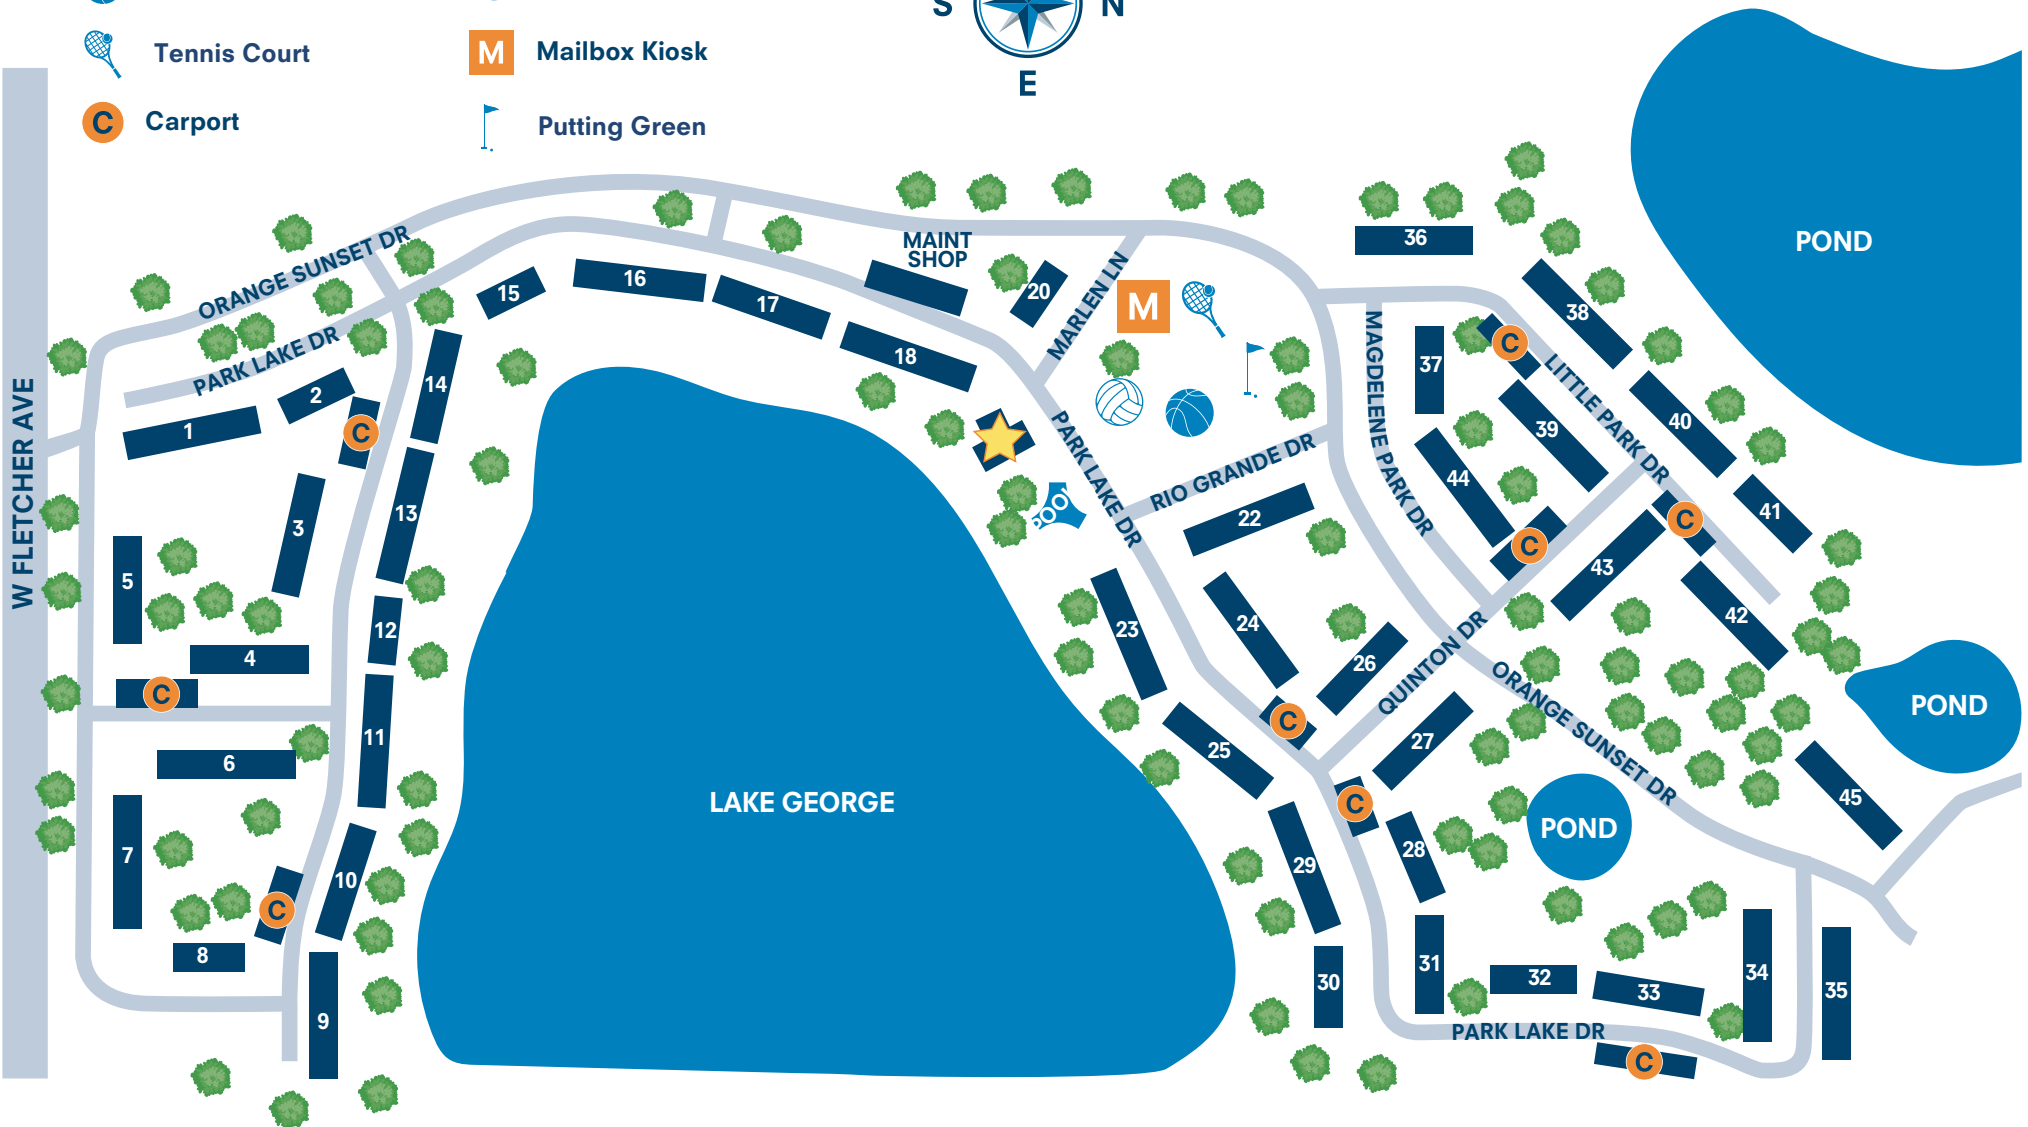 S
N
E
Tennis Court
M
Mailbox Kiosk
C
Carport
Putting Green
W FLETCHER AVE
ORANGE SUNSET DR
PARK LAKE DR
MAINT
SHOP
MARLEN LN
M
POND
36
38
37
C
LITTLE PARK DR
MAGDELENE PARK DR
39
40
41
44
C
C
43
42
20
15
16
17
18
14
13
12
11
10
9
1
2
C
3
5
4
C
6
7
C
8
LAKE GEORGE
PARK LAKE DR
RIO GRANDE DR
22
23
24
26
25
C
QUINTON DR
27
ORANGE SUNSET DR
POND
45
C
28
POND
29
30
31
32
33
34
35
PARK LAKE DR
C